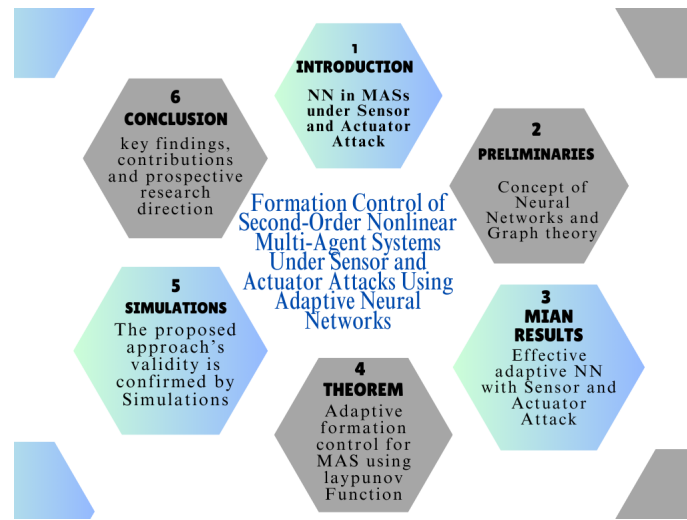 1
INTRODUCTION
NN in MASs
under Sensor
and Actuator
Attack
2
PRELIMINARIES
Concept of
Neural
Networks and
Graph theory
3
MIAN
RESULTS
Effective
adaptive NN
with Sensor and
Actuator
Attack
4
THEOREM
Adaptive
formation
control for
MAS using
laypunov
Function
5
SIMULATIONS
The proposed
approach's
validity is
confirmed by
Simulations
6
CONCLUSION
key findings,
contributions
and prospective
research
direction
Formation Control of
Second-Order Nonlinear
Multi-Agent Systems
Under Sensor and
Actuator Attacks Using
Adaptive Neural
Networks